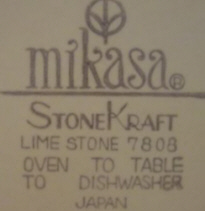 mikasa®
STONEKRAFT
LIME STONE 7808
OVEN TO TABLE
TO DISHWASHER
JAPAN